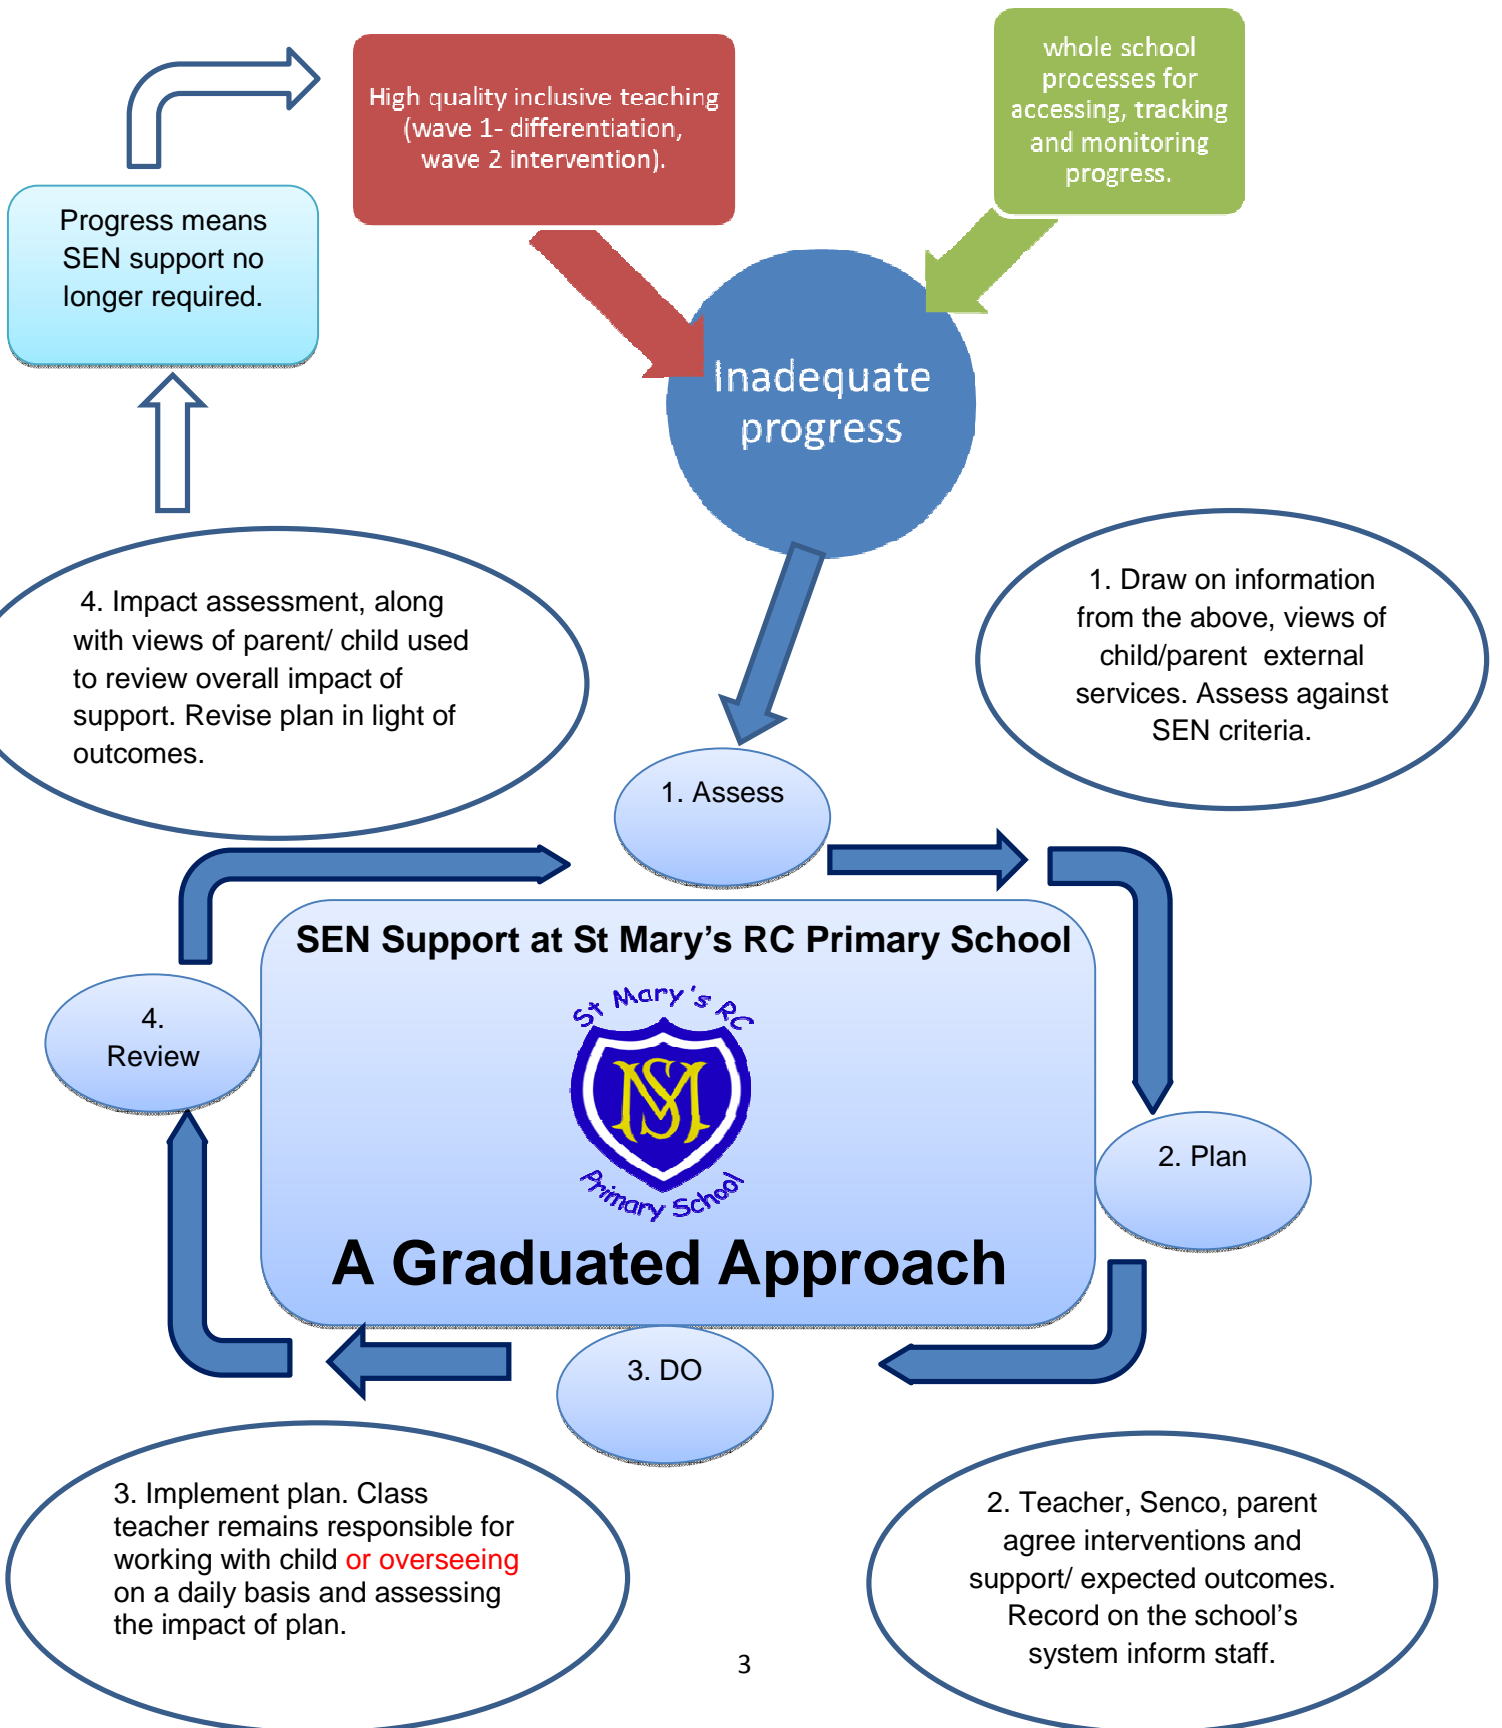 High quality inclusive teaching
(wave 1- differentiation,
wave 2 intervention).
whole school
processes for
accessing, tracking
and monitoring
progress.
Progress means
SEN support no
longer required.
Inadequate
progress
4. Impact assessment, along
with views of parent/ child used
to review overall impact of
support. Revise plan in light of
outcomes.
1. Draw on information
from the above, views of
child/parent  external
services. Assess against
SEN criteria.
1. Assess
SEN Support at St Mary’s RC Primary School
St Mary's RC
SM
Primary School
A Graduated Approach
4.
Review
2. Plan
3. DO
3. Implement plan. Class
teacher remains responsible for
working with child or overseeing
on a daily basis and assessing
the impact of plan.
2. Teacher, Senco, parent
agree interventions and
support/ expected outcomes.
Record on the school’s
system inform staff.
3